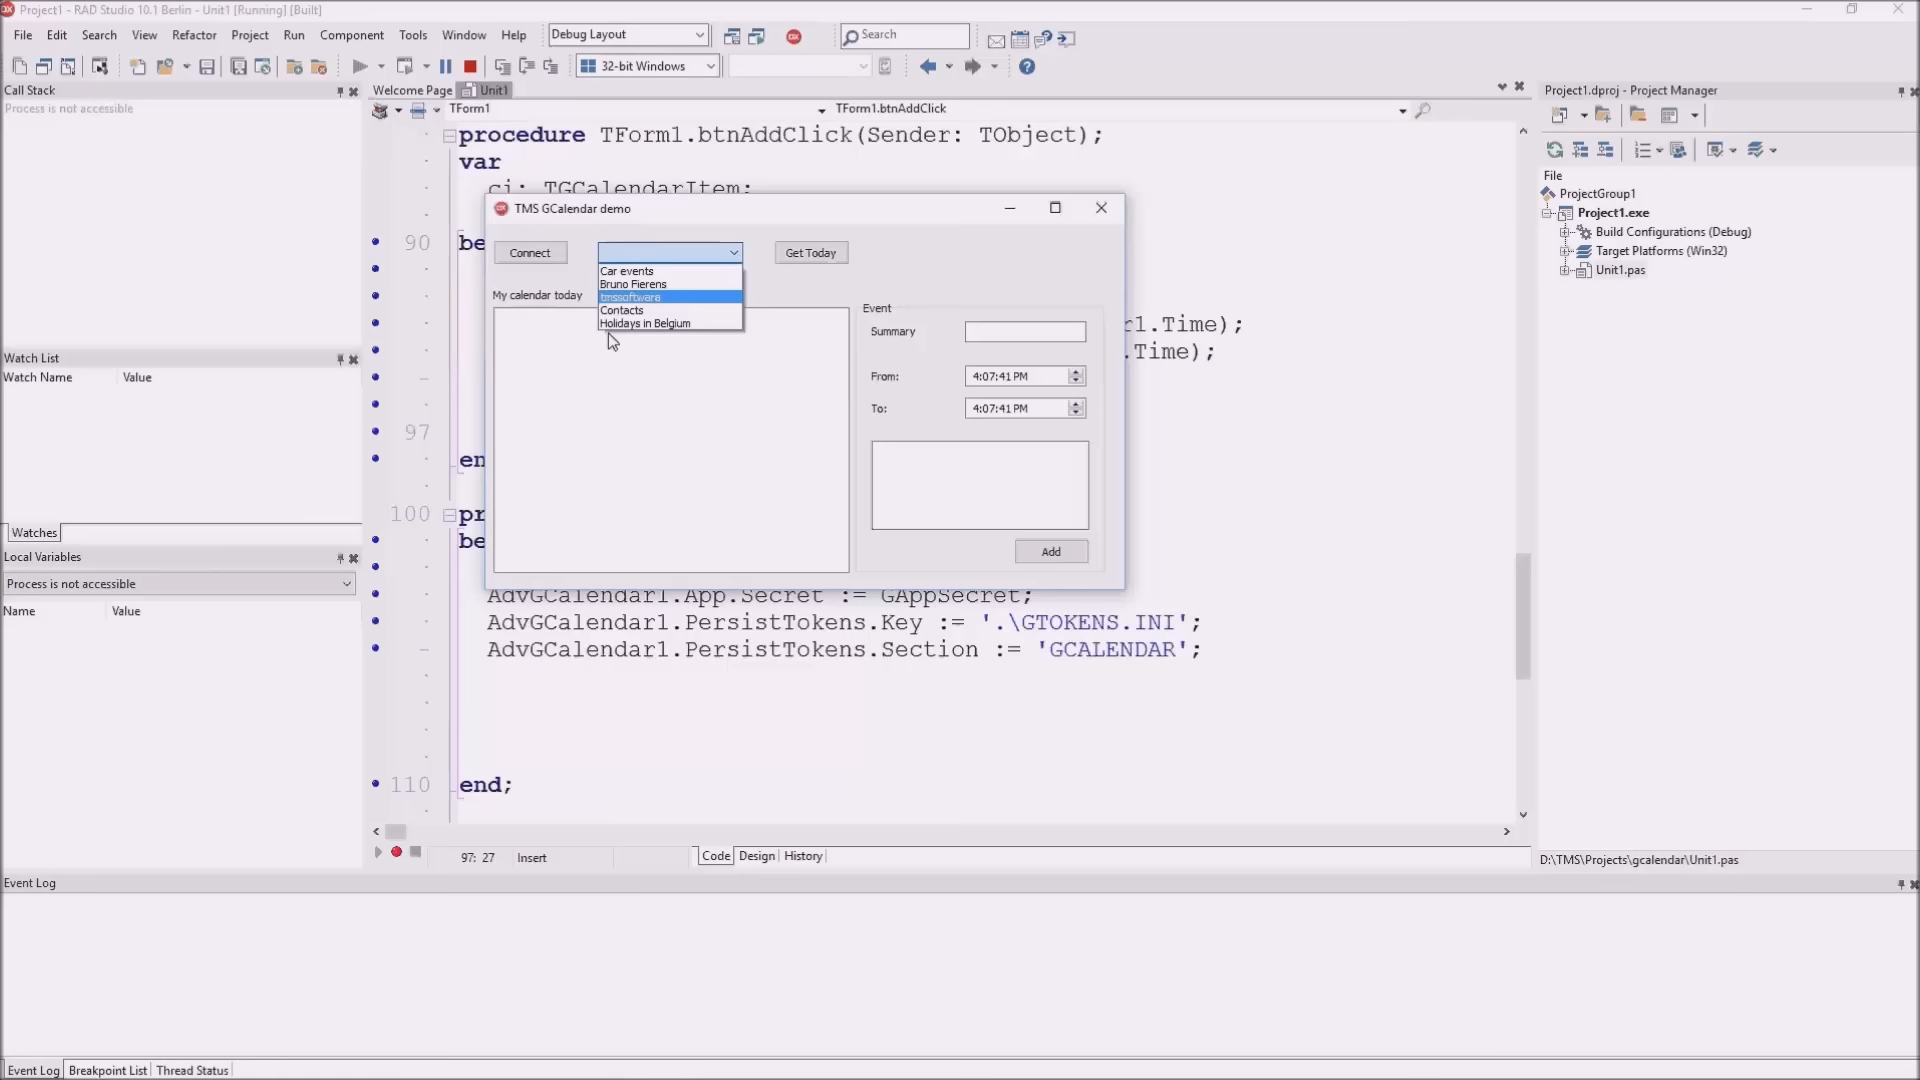 Project1 - RAD Studio 10.1 Berlin - Unit1 [Running] [Built]
File Edit Search View Refactor Project Run Component Tools Window Help Debug Layout Search
32-bit Windows
Call Stack
Process is not accessible
Watch List
Watch Name Value
Watches
Local Variables
Process is not accessible
Name Value
Welcome Page Unit1
TForm1 TForm1.btnAddClick
procedure TForm1.btnAddClick(Sender: TObject);
var
ci: TGCalendarItem;
90 be
r1.Time);
.Time);
97
en
100 pr
be
AdvGCalendar1.App.Secret := GAppSecret;
AdvGCalendar1.PersistTokens.Key := '.\GTOKENS.INI';
AdvGCalendar1.PersistTokens.Section := 'GCALENDAR';
110 end;
TMS GCalendar demo
Connect Get Today
Car events
Bruno Fierens
tmssoftware
Contacts
Holidays in Belgium
My calendar today
Event
Summary
From: 4:07:41 PM
To: 4:07:41 PM
Add
97: 27 Insert Code Design History
Project1.dproj - Project Manager
File
ProjectGroup1
Project1.exe
Build Configurations (Debug)
Target Platforms (Win32)
Unit1.pas
D:\TMS\Projects\gcalendar\Unit1.pas
Event Log
Event Log Breakpoint List Thread Status